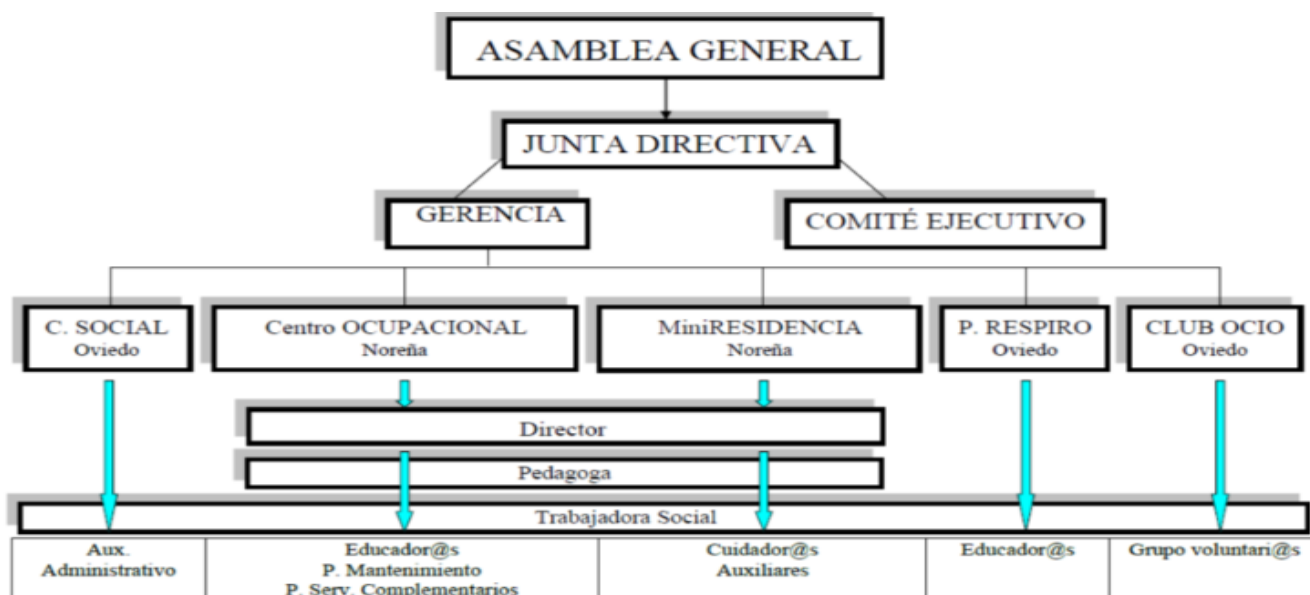 ASAMBLEA GENERAL
JUNTA DIRECTIVA
GERENCIA
COMITÉ EJECUTIVO
C. SOCIAL
Oviedo
Centro OCUPACIONAL
Noreña
MiniRESIDENCIA
Noreña
P. RESPIRO
Oviedo
CLUB OCIO
Oviedo
Director
Pedagoga
Trabajadora Social
Aux.
Administrativo
Educador@s
P. Mantenimiento
P. Serv. Complementarios
Cuidador@s
Auxiliares
Educador@s
Grupo voluntari@s